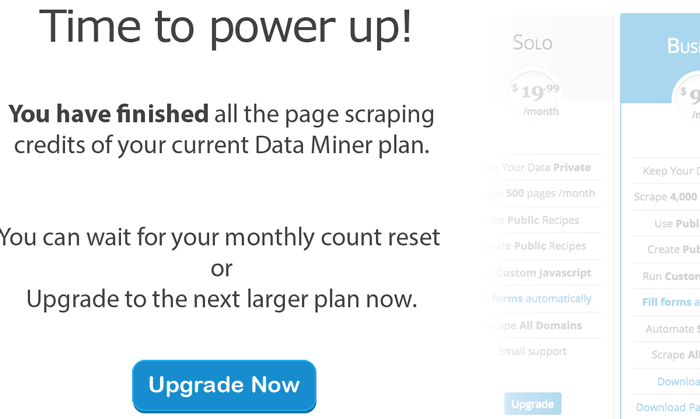 Time to power up!
You have finished all the page scraping
credits of your current Data Miner plan.
You can wait for your monthly count reset
or
Upgrade to the next larger plan now.
Upgrade Now
SOLO
$19.99
/month
Your Data Private
500 pages /month
Public Recipes
Public Recipes
Custom Javascript
forms automatically
All Domains
Email support
Upgrade
$9
Keep Your
Scrape 4,000
Use
Create
Run
Fill forms
Automate
Scrape
Download